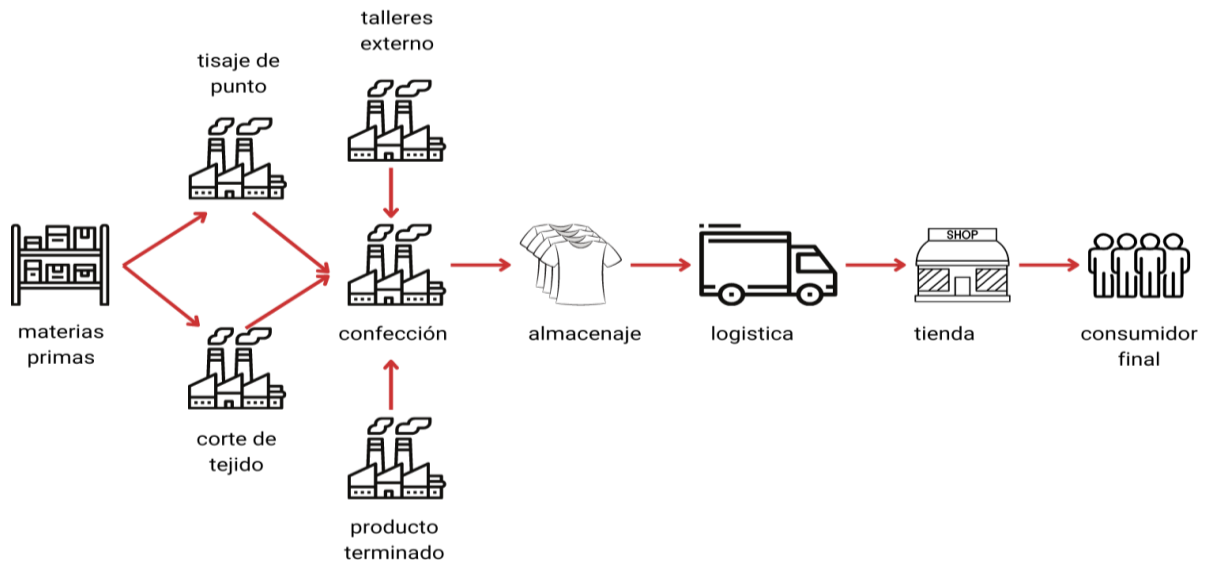 talleres
externo
tisaje de
punto
SHOP
materias
primas
confección
almacenaje
logistica
tienda
consumidor
final
corte de
tejido
producto
terminado